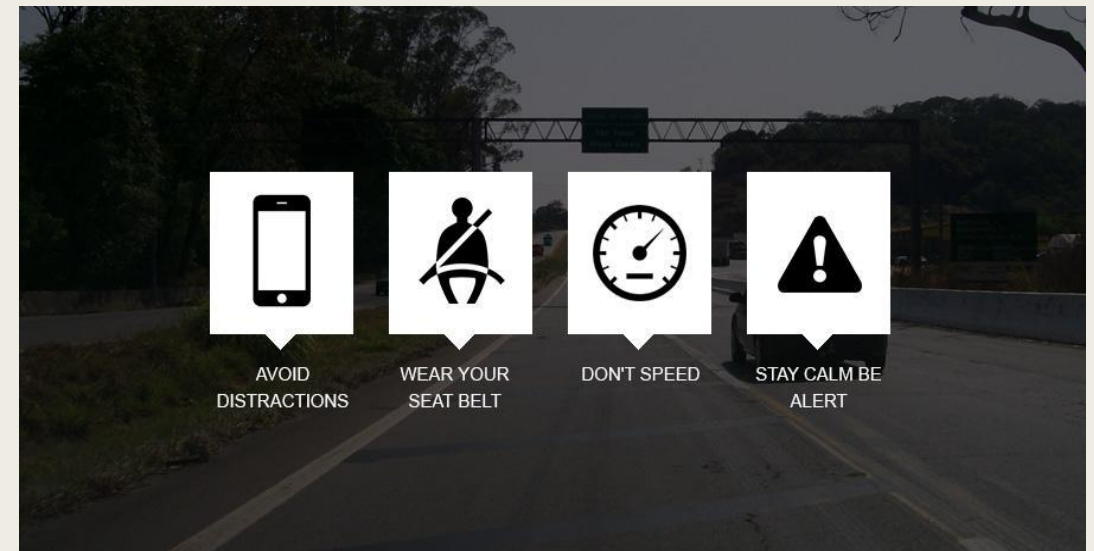 AVOID
DISTRACTIONS
WEAR YOUR
SEAT BELT
DON'T SPEED
STAY CALM BE
ALERT